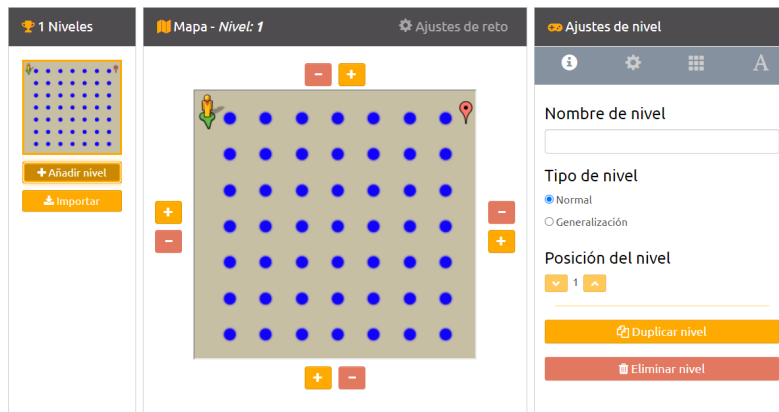 1 Niveles
Mapa - Nivel: 1
Ajustes de reto
Ajustes de nivel
A
+ Añadir nivel
Importar
Nombre de nivel
Tipo de nivel
Normal
Generalización
Posición del nivel
1
Duplicar nivel
Eliminar nivel